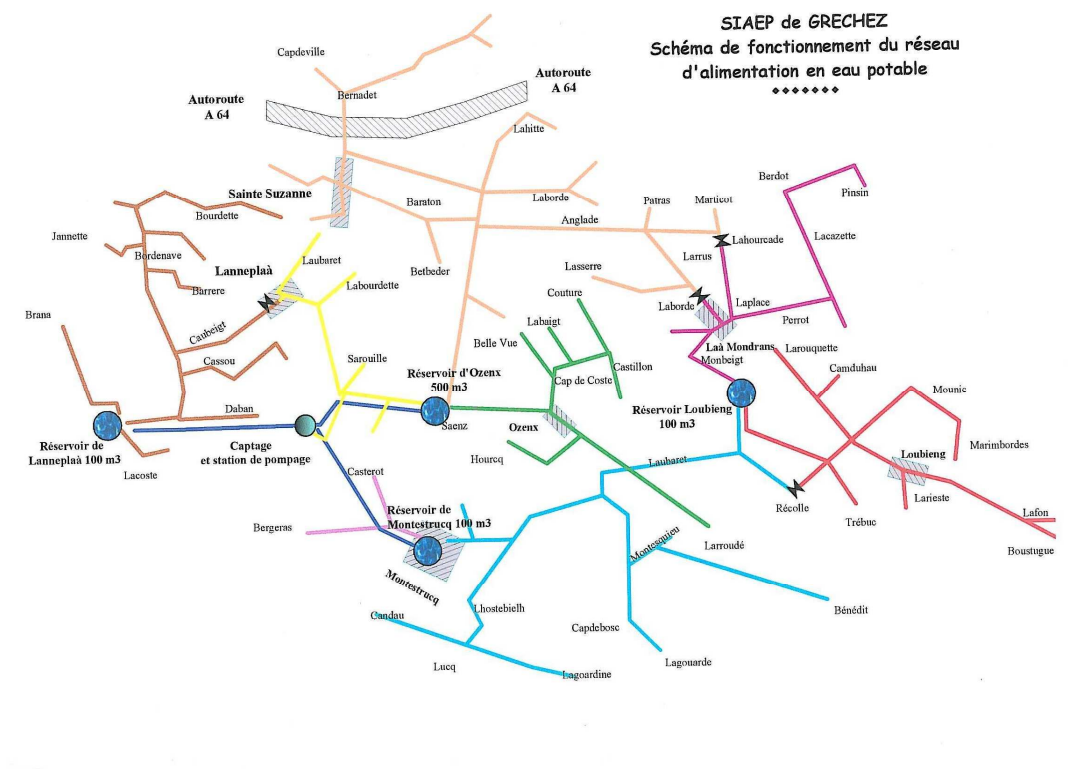 SIAEP de GRECHEZ
Schéma de fonctionnement du réseau
d'alimentation en eau potable
Capdeville
Autoroute
A 64
Bernadet
Autoroute
A 64
Lahitte
Berdot
Pinsin
Sainte Suzanne
Baraton
Laborde
Patras
Marticot
Bourdette
Anglade
Jannette
Lahourcade
Lacazette
Bordenave
Laubaret
Larrus
Lanneplaà
Betbeder
Lasserre
Barrere
Labourdette
Couture
Laborde
Laplace
Brana
Perrot
Caubeigt
Labaigt
Belle Vue
Laà Mondrans
Larouquette
Monbeigt
Cassou
Sarouille
Castillon
Camduhau
Réservoir d'Ozenx
500 m3
Cap de Coste
Mounic
Daban
Saenz
Ozenx
Réservoir Loubieng
100 m3
Réservoir de
Lanneplaà 100 m3
Captage
et station de pompage
Marimbordes
Hourcq
Laubaret
Loubieng
Lacoste
Casterot
Larieste
Récolle
Réservoir de
Montestrucq 100 m3
Trébuc
Lafon
Bergeras
Larroudé
Boustugue
Montesquieu
Montestrucq
Candau
Lhostebielh
Bénédit
Capdebosc
Lucq
Lagoardine
Lagouarde